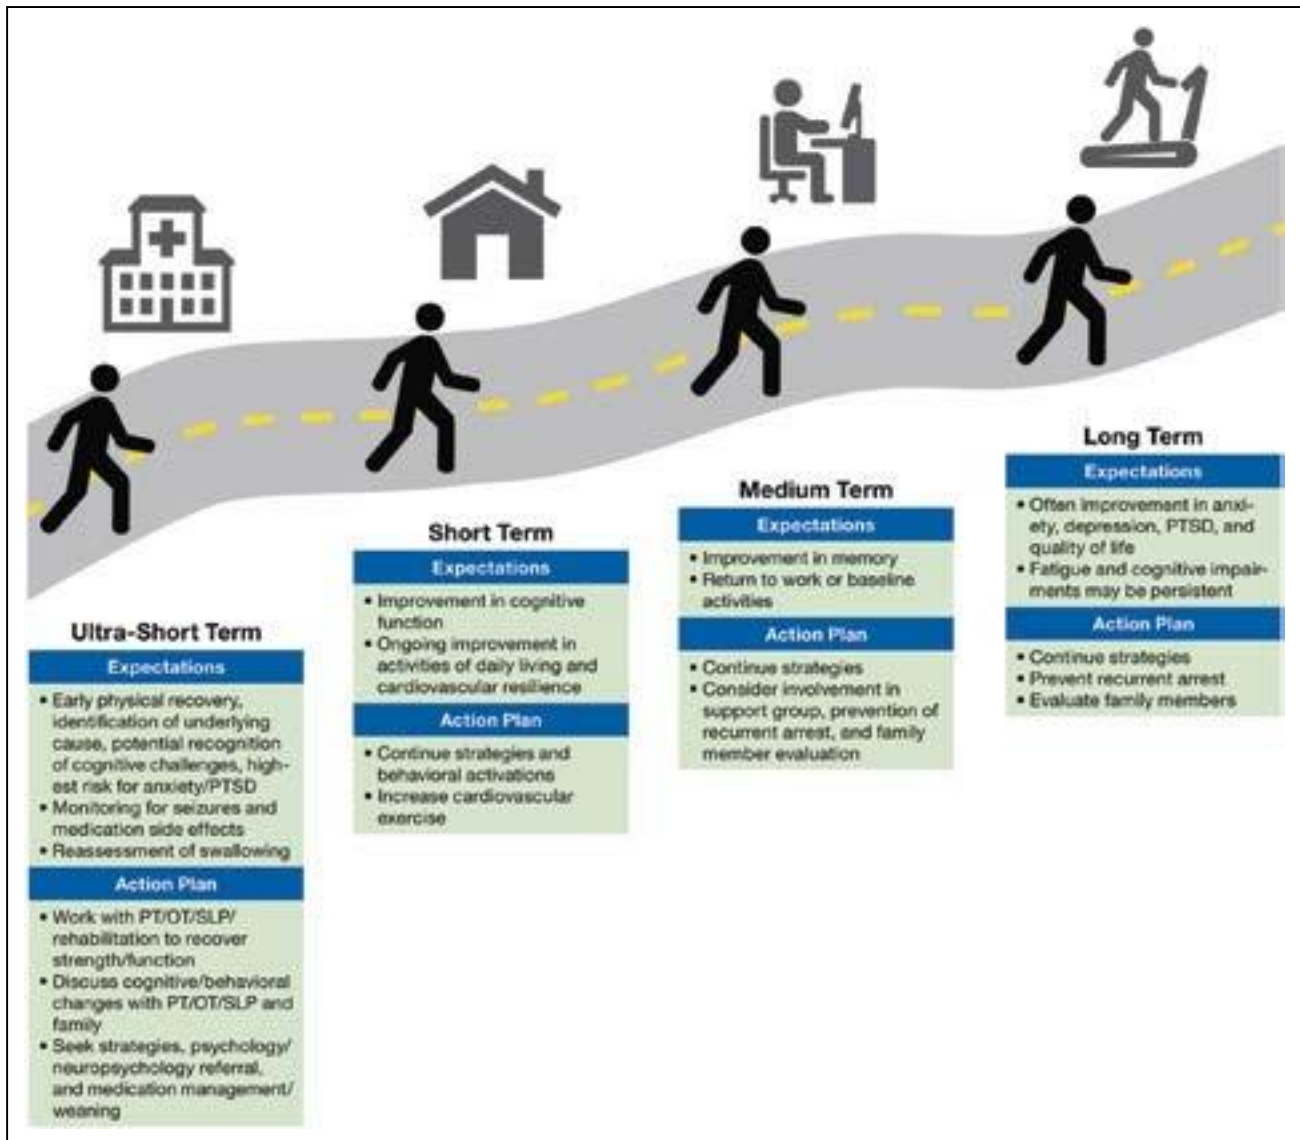 Ultra-Short Term
Expectations
• Early physical recovery,
identification of underlying
cause, potential recognition
of cognitive challenges, high-
est risk for anxiety/PTSD
• Monitoring for seizures and
medication side effects
• Reassessment of swallowing
Action Plan
• Work with PT/OT/SLP/
rehabilitation to recover
strength/function
• Discuss cognitive/behavioral
changes with PT/OT/SLP and
family
• Seek strategies, psychology/
neuropsychology referral,
and medication management/
weaning
Short Term
Expectations
• Improvement in cognitive
function
• Ongoing improvement in
activities of daily living and
cardiovascular resilience
Action Plan
• Continue strategies and
behavioral activations
• Increase cardiovascular
exercise
Medium Term
Expectations
• Improvement in memory
• Return to work or baseline
activities
Action Plan
• Continue strategies
• Consider involvement in
support group, prevention of
recurrent arrest, and family
member evaluation
Long Term
Expectations
• Often improvement in anxi-
ety, depression, PTSD, and
quality of life
• Fatigue and cognitive impair-
ments may be persistent
Action Plan
• Continue strategies
• Prevent recurrent arrest
• Evaluate family members